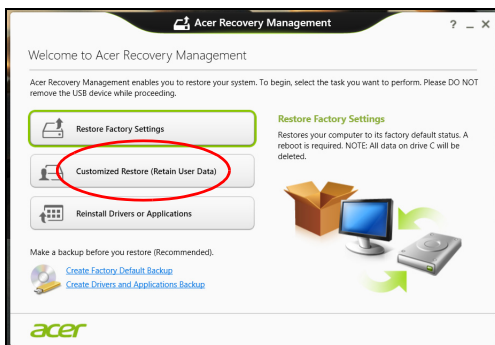 Acer Recovery Management
? _ ×
Welcome to Acer Recovery Management
Acer Recovery Management enables you to restore your system. To begin, select the task you want to perform. Please DO NOT
remove the USB device while proceeding.
Restore Factory Settings
Customized Restore (Retain User Data)
Reinstall Drivers or Applications
Restore Factory Settings
Restores your computer to its factory default status. A
reboot is required. NOTE: All data on drive C will be
deleted.
Make a backup before you restore (Recommended).
Create Factory Default Backup
Create Drivers and Applications Backup
acer